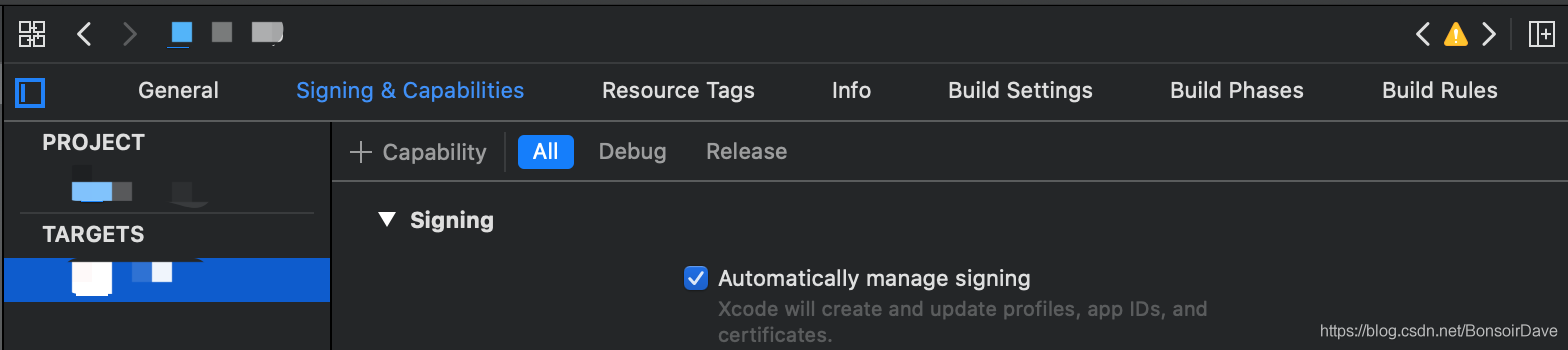 General Signing & Capabilities Resource Tags Info Build Settings Build Phases Build Rules
PROJECT
TARGETS
+ Capability All Debug Release
Signing
Automatically manage signing
Xcode will create and update profiles, app IDs, and
certificates.
https://blog.csdn.net/BonsoirDave